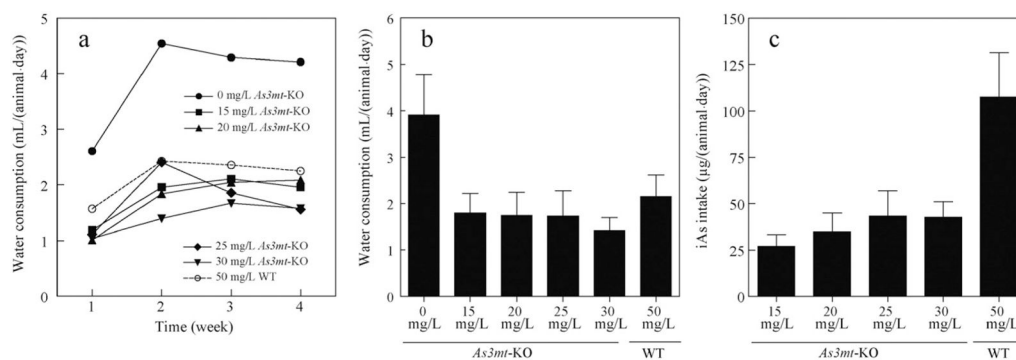 a
Water consumption (mL/(animal·day))
5
4
3
2
1
0
0 mg/L As3mt-KO
15 mg/L As3mt-KO
20 mg/L As3mt-KO
25 mg/L As3mt-KO
30 mg/L As3mt-KO
50 mg/L WT
1 2 3 4
Time (week)
b
Water consumption (mL/(animal·day))
6
5
4
3
2
1
0
0 15 20 25 30 50
mg/L mg/L mg/L mg/L mg/L mg/L
As3mt-KO WT
c
iAs intake (μg/(animal·day))
150
125
100
75
50
25
0
15 20 25 30 50
mg/L mg/L mg/L mg/L mg/L
As3mt-KO WT